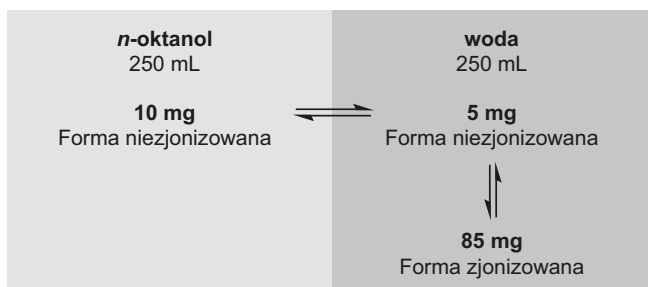 n-oktanol
250 mL
10 mg
Forma niezjonizowana
woda
250 mL
5 mg
Forma niezjonizowana
85 mg
Forma zjonizowana